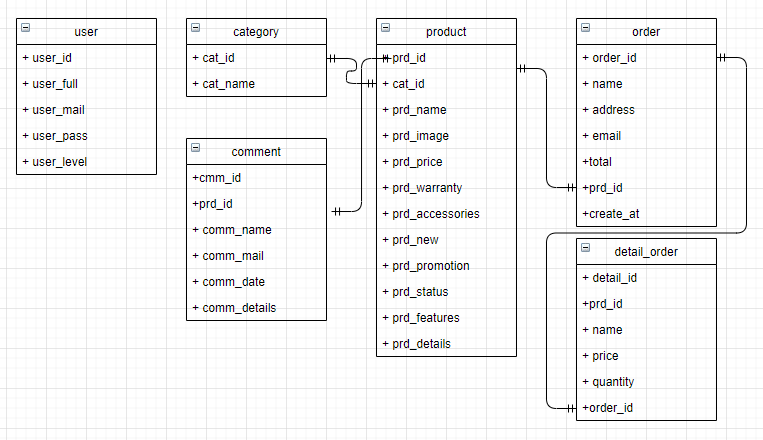 user
+ user_id
+ user_full
+ user_mail
+ user_pass
+ user_level
category
+ cat_id
+ cat_name
comment
+cmm_id
+prd_id
+ comm_name
+ comm_mail
+ comm_date
+ comm_details
product
+ prd_id
+ cat_id
+ prd_name
+ prd_image
+ prd_price
+ prd_warranty
+ prd_accessories
+ prd_new
+ prd_promotion
+ prd_status
+ prd_features
+ prd_details
order
+ order_id
+ name
+ address
+ email
+total
+prd_id
+create_at
detail_order
+ detail_id
+prd_id
+ name
+ price
+ quantity
+order_id